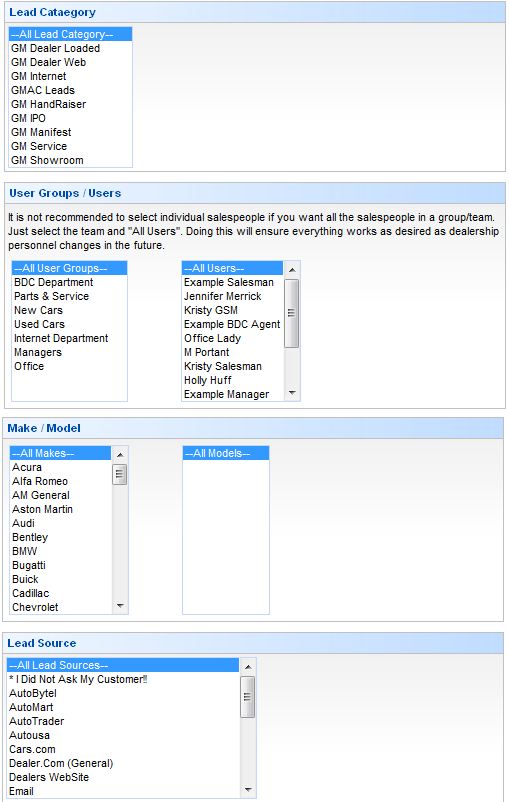 Lead Cataegory
--All Lead Category--
GM Dealer Loaded
GM Dealer Web
GM Internet
GMAC Leads
GM HandRaiser
GM IPO
GM Manifest
GM Service
GM Showroom
User Groups / Users
It is not recommended to select individual salespeople if you want all the salespeople in a group/team.
Just select the team and "All Users". Doing this will ensure everything works as desired as dealership
personnel changes in the future.
--All User Groups--
BDC Department
Parts & Service
New Cars
Used Cars
Internet Department
Managers
Office
--All Users--
Example Salesman
Jennifer Merrick
Kristy GSM
Example BDC Agent
Office Lady
M Portant
Kristy Salesman
Holly Huff
Example Manager
Make / Model
--All Makes--
Acura
Alfa Romeo
AM General
Aston Martin
Audi
Bentley
BMW
Bugatti
Buick
Cadillac
Chevrolet
--All Models--
Lead Source
--All Lead Sources--
* I Did Not Ask My Customer!!
AutoBytel
AutoMart
AutoTrader
Autousa
Cars.com
Dealer.Com (General)
Dealers WebSite
Email